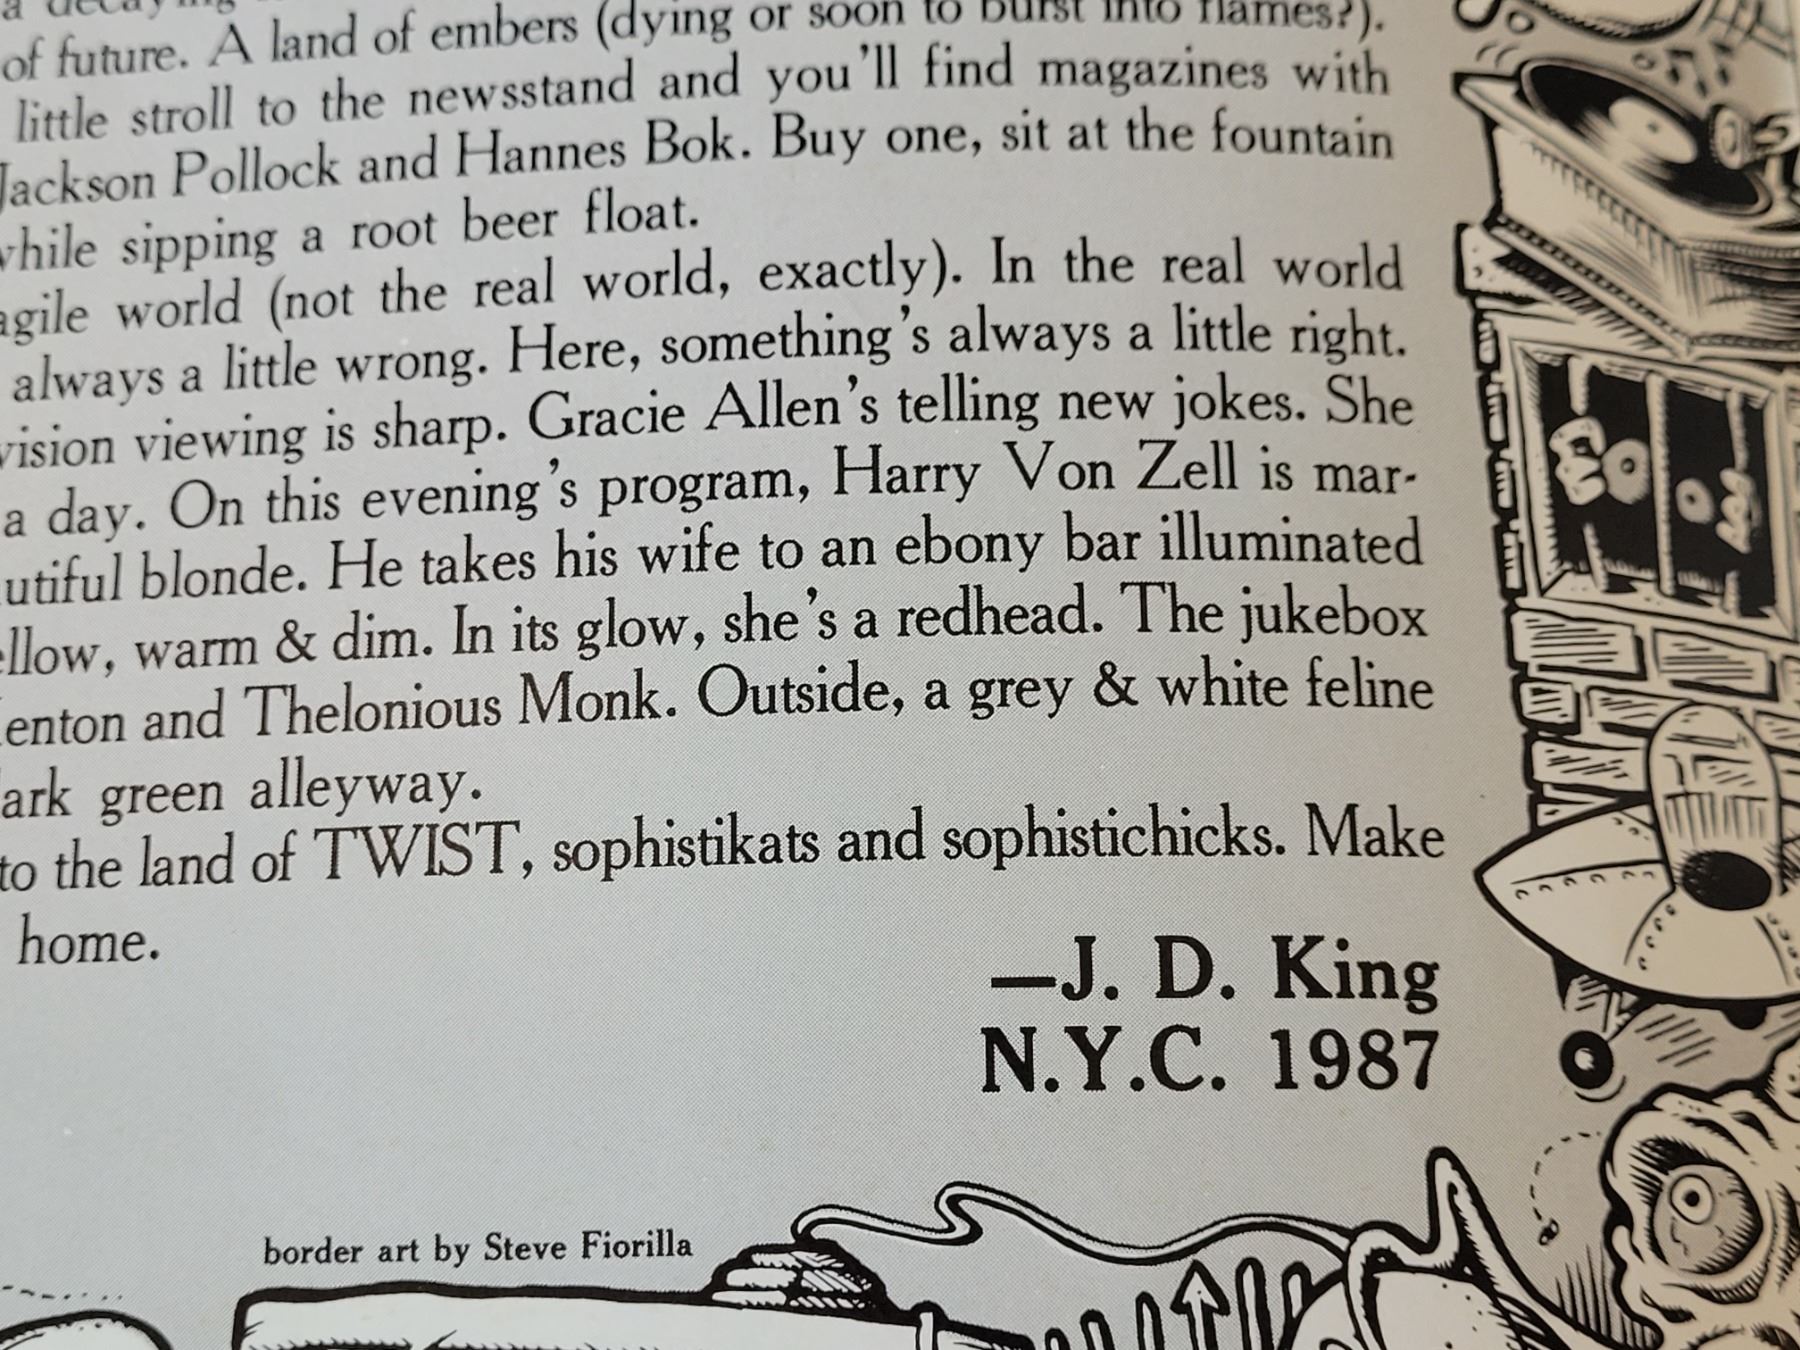 of future. A land of embers (dying or soon to burst into flames?).
little stroll to the newsstand and you'll find magazines with
Jackson Pollock and Hannes Bok. Buy one, sit at the fountain
while sipping a root beer float.
agile world (not the real world, exactly). In the real world
always a little wrong. Here, something's always a little right.
vision viewing is sharp. Gracie Allen's telling new jokes. She
a day. On this evening's program, Harry Von Zell is mar-
utiful blonde. He takes his wife to an ebony bar illuminated
ellow, warm & dim. In its glow, she's a redhead. The jukebox
enton and Thelonious Monk. Outside, a grey & white feline
ark green alleyway.
to the land of TWIST, sophistikats and sophistichicks. Make
home.
—J. D. King
N.Y.C. 1987
border art by Steve Fiorilla